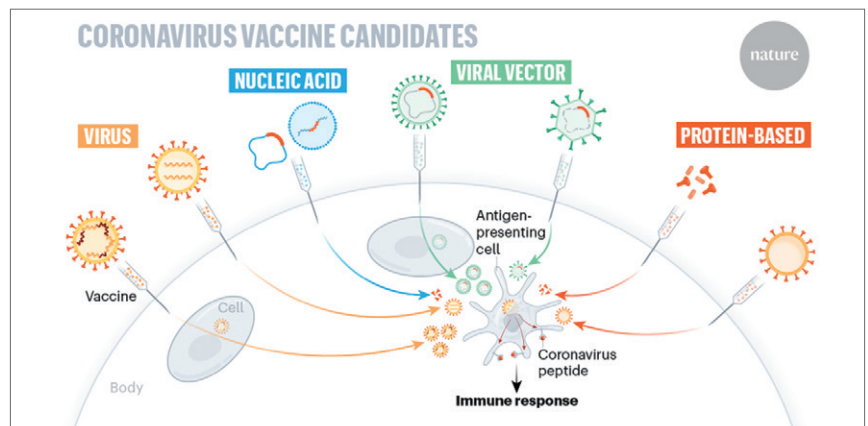 CORONAVIRUS VACCINE CANDIDATES
nature
VIRUS
NUCLEIC ACID
VIRAL VECTOR
PROTEIN-BASED
Antigen-
presenting
cell
Vaccine
Cell
Body
Coronavirus
peptide
Immune response